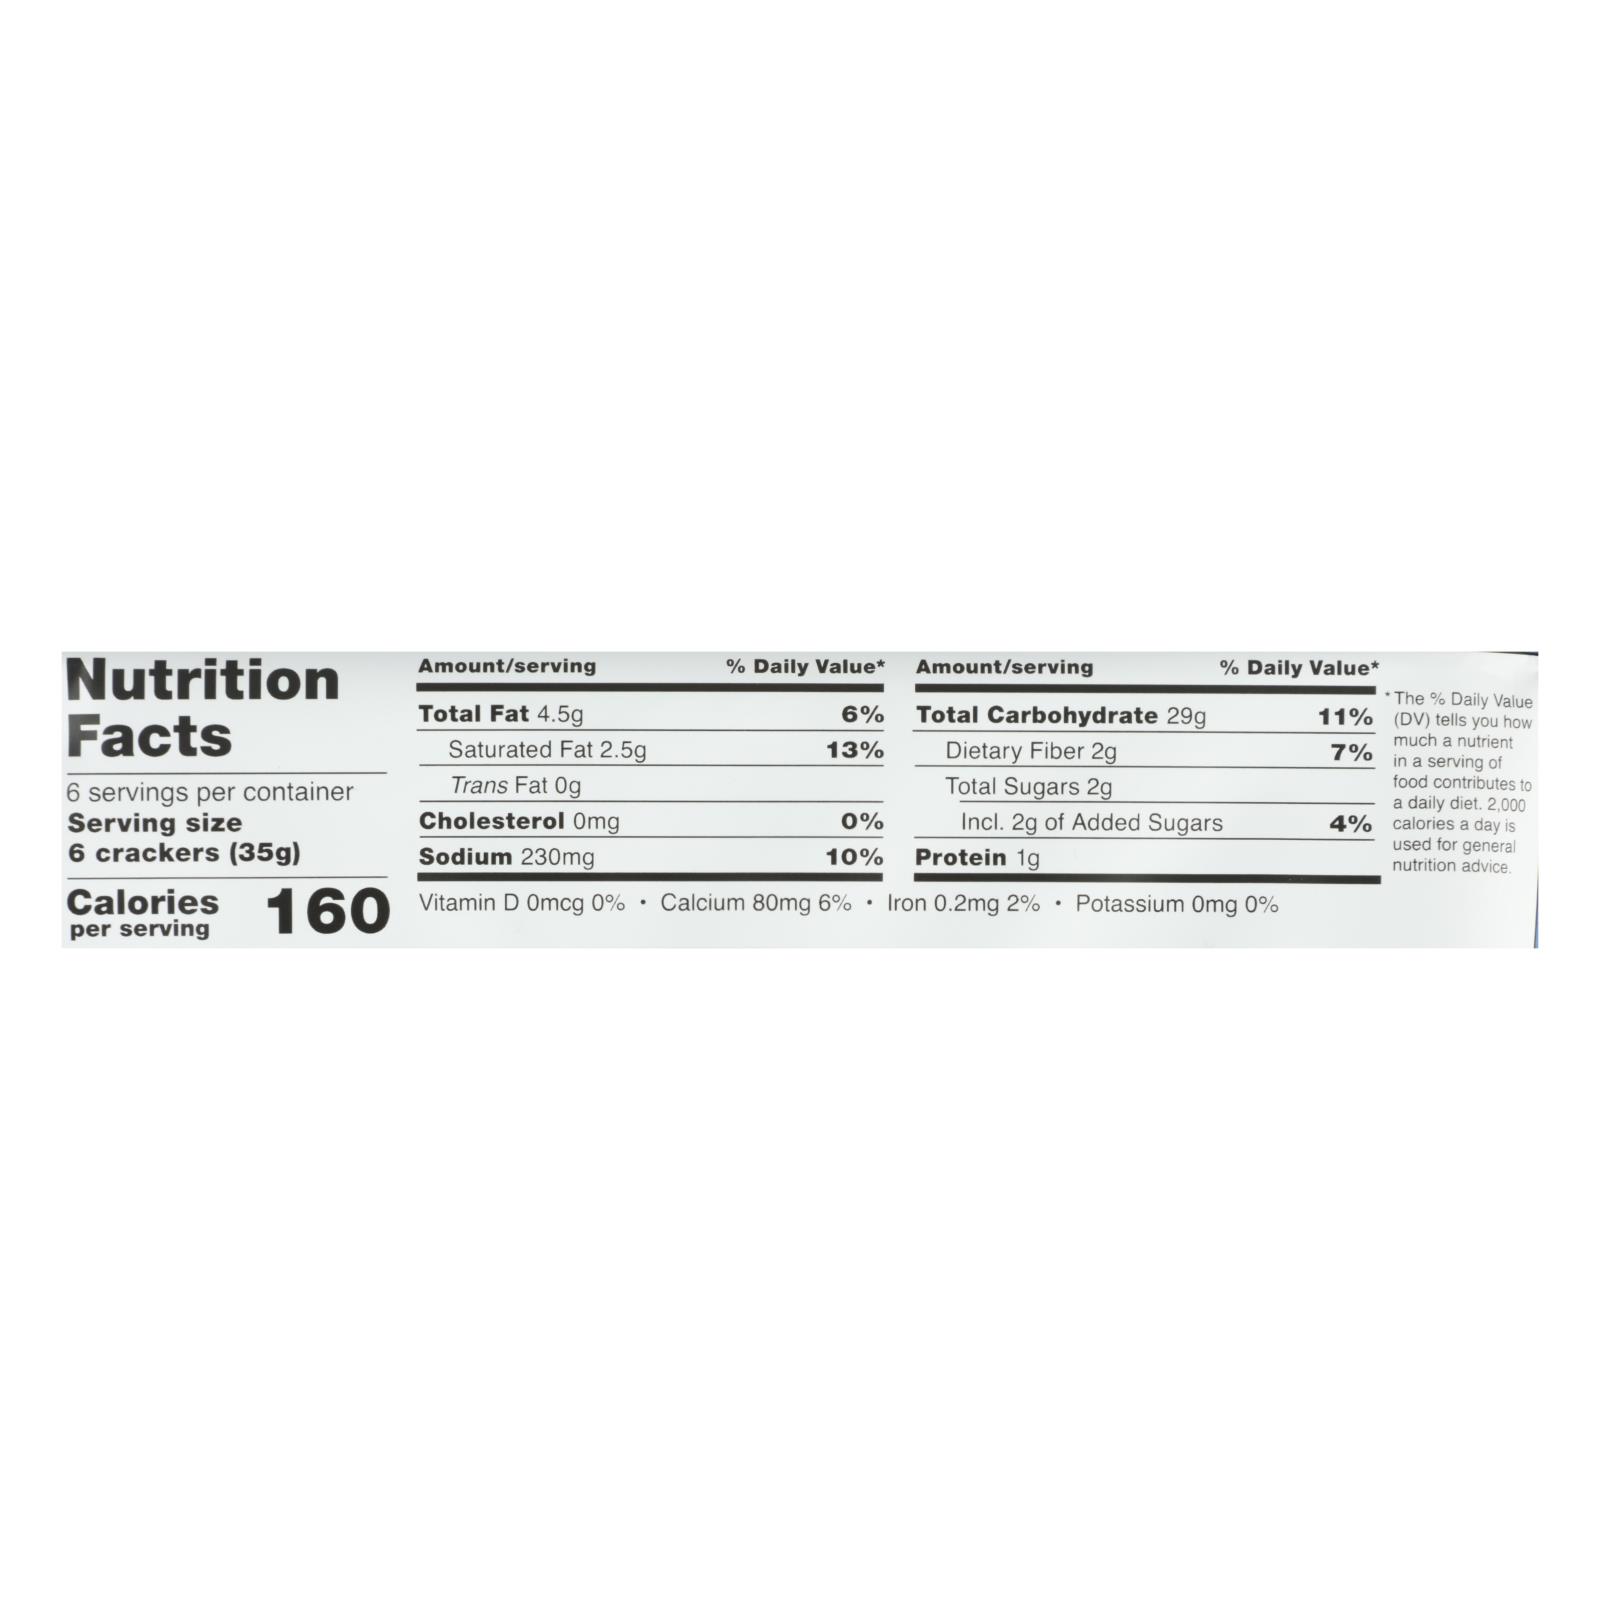 Nutrition
Facts
6 servings per container
Serving size
6 crackers (35g)
Calories
per serving
160
Amount/serving % Daily Value*
Total Fat 4.5g 6%
Saturated Fat 2.5g 13%
Trans Fat 0g
Cholesterol 0mg 0%
Sodium 230mg 10%
Amount/serving % Daily Value*
Total Carbohydrate 29g 11%
Dietary Fiber 2g 7%
Total Sugars 2g
Incl. 2g of Added Sugars 4%
Protein 1g
Vitamin D 0mcg 0% • Calcium 80mg 6% • Iron 0.2mg 2% • Potassium 0mg 0%
*The % Daily Value
(DV) tells you how
much a nutrient
in a serving of
food contributes to
a daily diet. 2,000
calories a day is
used for general
nutrition advice.